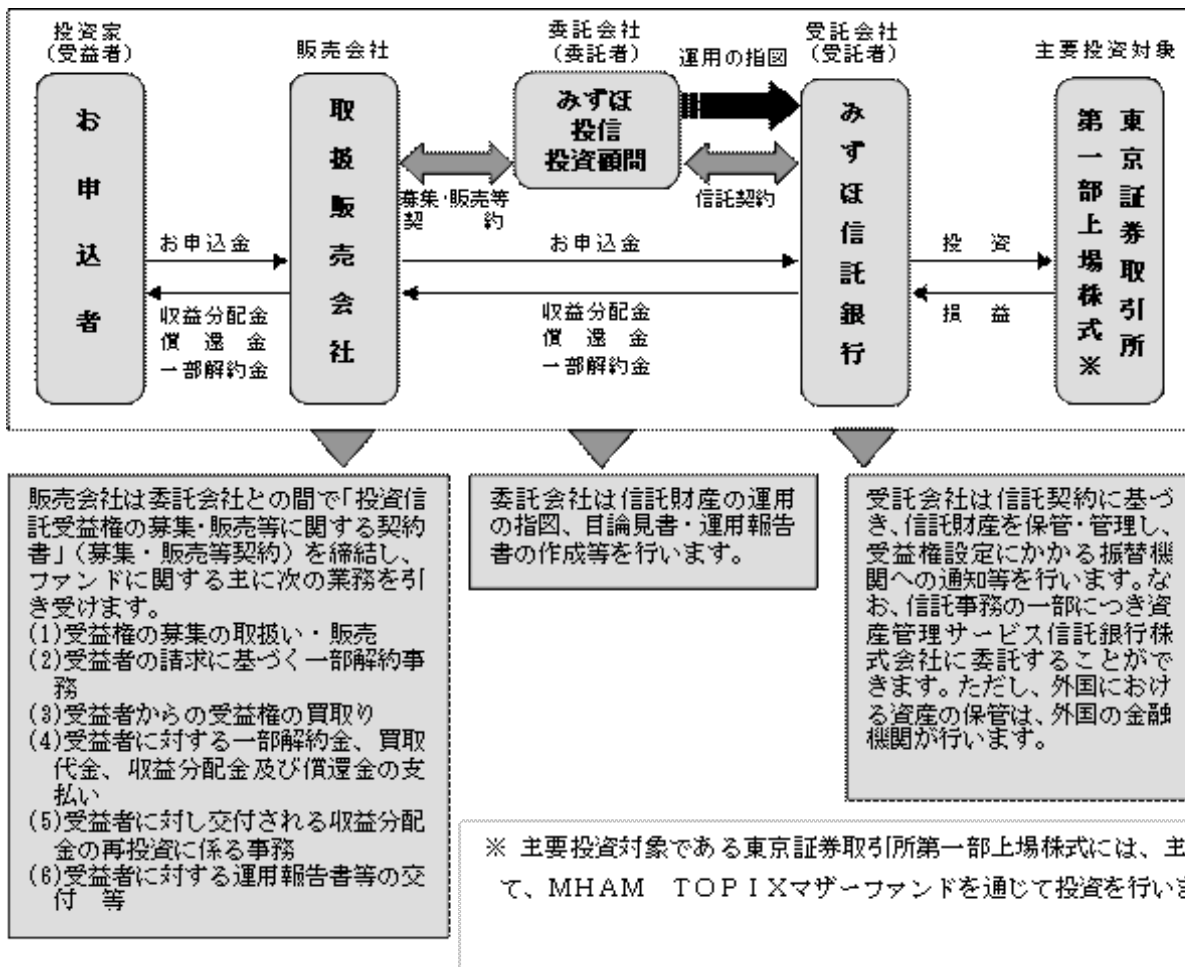 投資家
(受益者)
販売会社
委託会社
(委託者)
運用の指図
受託会社
(受託者)
主要投資対象
お申込者
取扱販売会社
みずほ
投信
投資顧問
みずほ信託銀行
東京証券取引所
第一部上場株式※
募集・販売等
契約
信託契約
お申込金
お申込金
投資
収益分配金
償還金
一部解約金
収益分配金
償還金
一部解約金
損益
販売会社は委託会社との間で「投資信
託受益権の募集・販売等に関する契約
書」(募集・販売等契約)を締結し、
ファンドに関する主に次の業務を引
き受けます。
(1)受益権の募集の取扱い・販売
(2)受益者の請求に基づく一部解約事
務
(3)受益者からの受益権の買取り
(4)受益者に対する一部解約金、買取
代金、収益分配金及び償還金の支
払い
(5)受益者に対し交付される収益分配
金の再投資に係る事務
(6)受益者に対する運用報告書等の交
付 等
委託会社は信託財産の運用
の指図、目論見書・運用報告
書の作成等を行います。
受託会社は信託契約に基づ
き、信託財産を保管・管理し、
受益権設定にかかる振替機
関への通知等を行います。な
お、信託事務の一部につき資
産管理サービス信託銀行株
式会社に委託することがで
きます。ただし、外国におけ
る資産の保管は、外国の金融
機関が行います。
※ 主要投資対象である東京証券取引所第一部上場株式には、主
て、MHAM TOPIXマザーファンドを通じて投資を行い